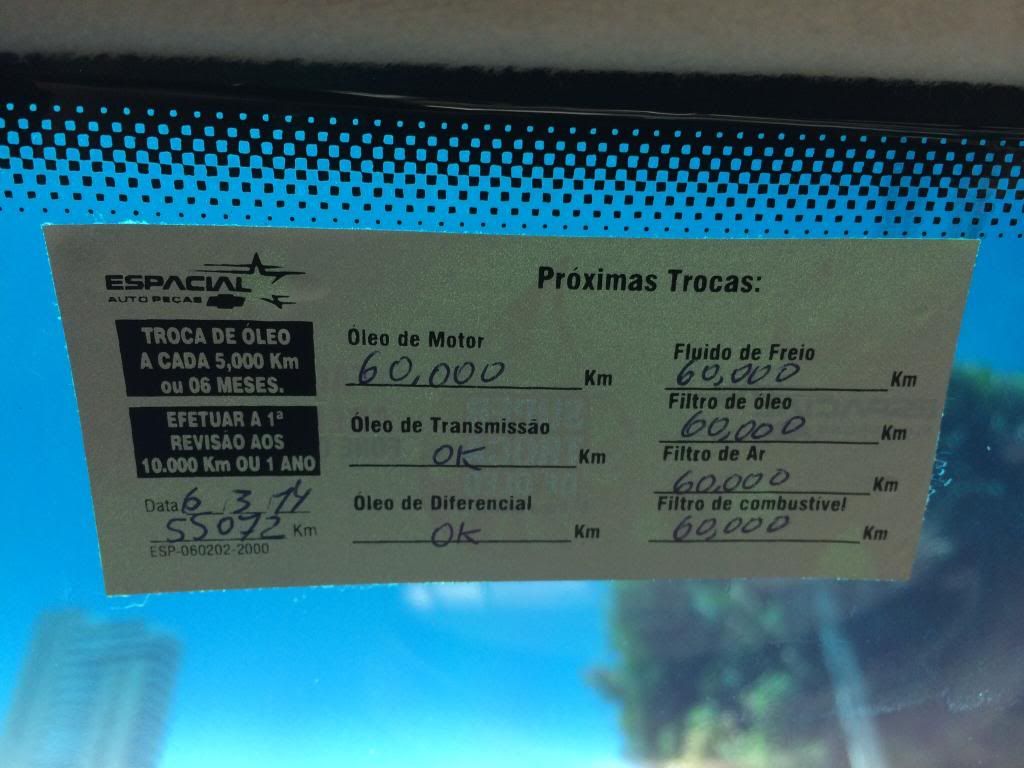 ESPACIAL
AUTO PEÇAS
TROCA DE ÓLEO
A CADA 5,000 Km
ou 06 MESES.
EFETUAR A 1ª
REVISÃO AOS
10.000 Km OU 1 ANO
Data 6 3 14
55072 Km
ESP-060202-2000
Próximas Trocas:
Óleo de Motor
60,000 Km
Óleo de Transmissão
OK Km
Óleo de Diferencial
OK Km
Fluido de Freio
60,000 Km
Filtro de óleo
60,000 Km
Filtro de Ar
60,000 Km
Filtro de combustível
60,000 Km